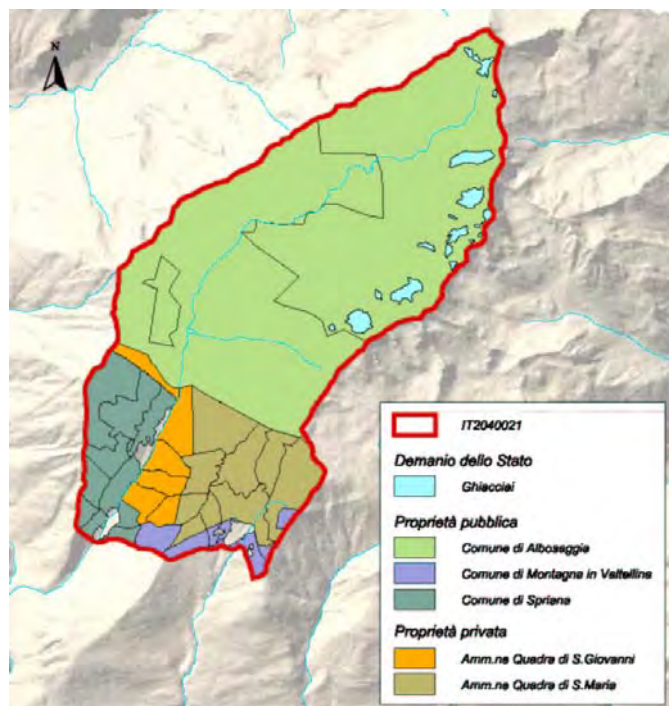 N
IT2040021
Demanio dello Stato
Ghiacciai
Proprietà pubblica
Comune di Albosaggia
Comune di Montagna in Valtellina
Comune di Spriana
Proprietà privata
Amm.ne Quadra di S.Giovanni
Amm.ne Quadra di S.Maria